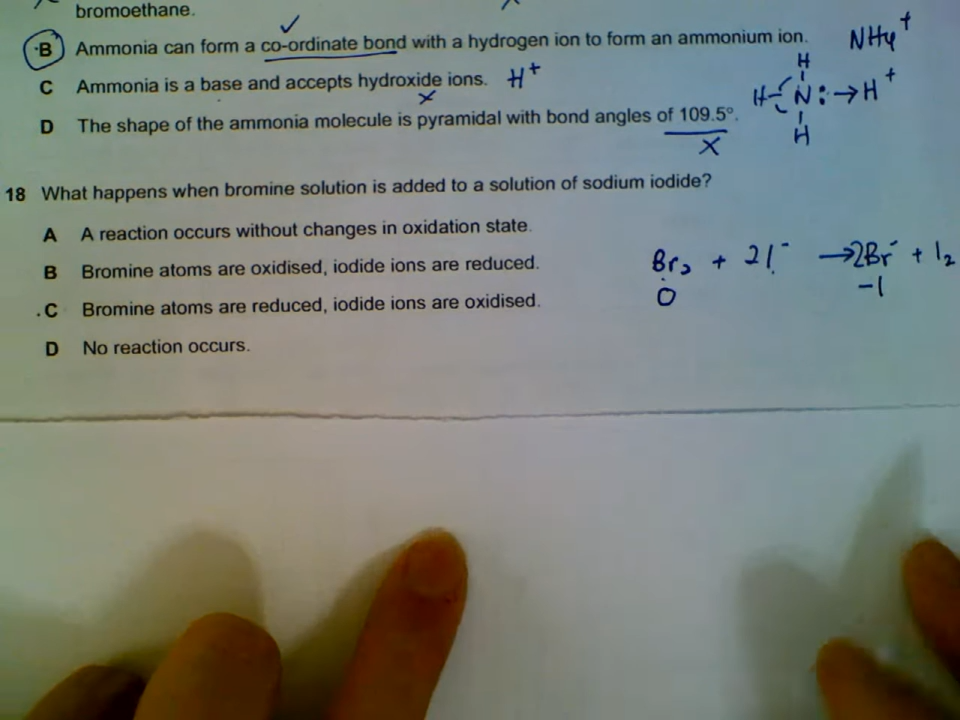 bromoethane.
B Ammonia can form a co-ordinate bond with a hydrogen ion to form an ammonium ion. NH4+
C Ammonia is a base and accepts hydroxide ions. H+
H
H N: → H+
H
D The shape of the ammonia molecule is pyramidal with bond angles of 109.5°.
x
18 What happens when bromine solution is added to a solution of sodium iodide?
A A reaction occurs without changes in oxidation state.
B Bromine atoms are oxidised, iodide ions are reduced.
Br2 + 2I- → 2Br- + I2
0 -1
C Bromine atoms are reduced, iodide ions are oxidised.
D No reaction occurs.